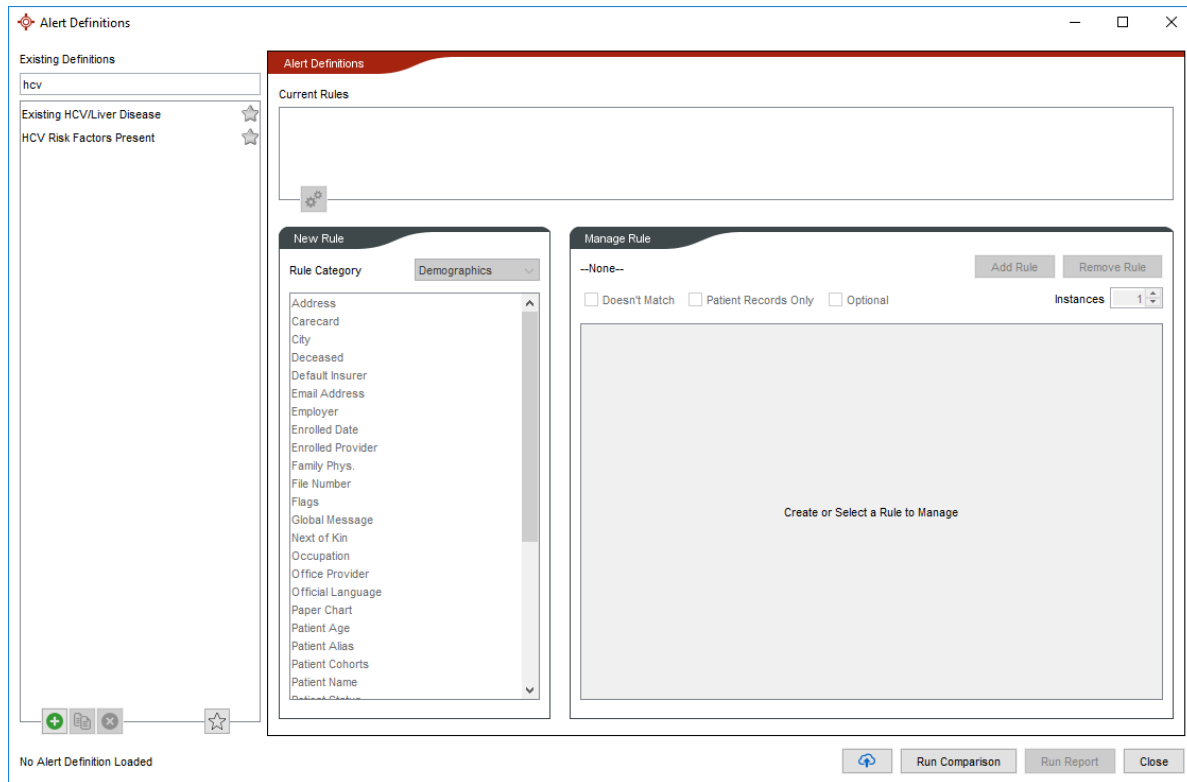 Alert Definitions
Existing Definitions
hcv
Existing HCV/Liver Disease
HCV Risk Factors Present
Alert Definitions
Current Rules
New Rule
Rule Category
Demographics
Address
Carecard
City
Deceased
Default Insurer
Email Address
Employer
Enrolled Date
Enrolled Provider
Family Phys.
File Number
Flags
Global Message
Next of Kin
Occupation
Office Provider
Official Language
Paper Chart
Patient Age
Patient Alias
Patient Cohorts
Patient Name
Patient Status
Manage Rule
--None--
Add Rule
Remove Rule
Doesn't Match
Patient Records Only
Optional
Instances
1
Create or Select a Rule to Manage
No Alert Definition Loaded
Run Comparison
Run Report
Close